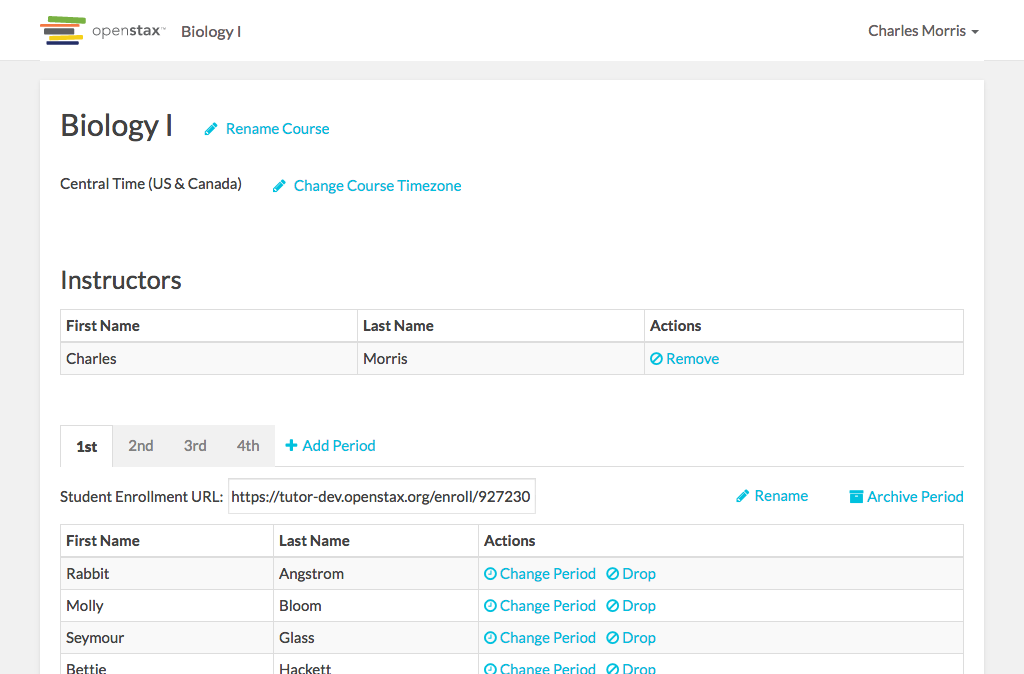 openstax™ Biology I Charles Morris
Biology I Rename Course
Central Time (US & Canada) Change Course Timezone
Instructors
First Name Last Name Actions
Charles Morris Remove
1st 2nd 3rd 4th + Add Period
Student Enrollment URL: https://tutor-dev.openstax.org/enroll/927230 Rename Archive Period
First Name Last Name Actions
Rabbit Angstrom Change Period Drop
Molly Bloom Change Period Drop
Seymour Glass Change Period Drop
Bettie Hackett Change Period Drop